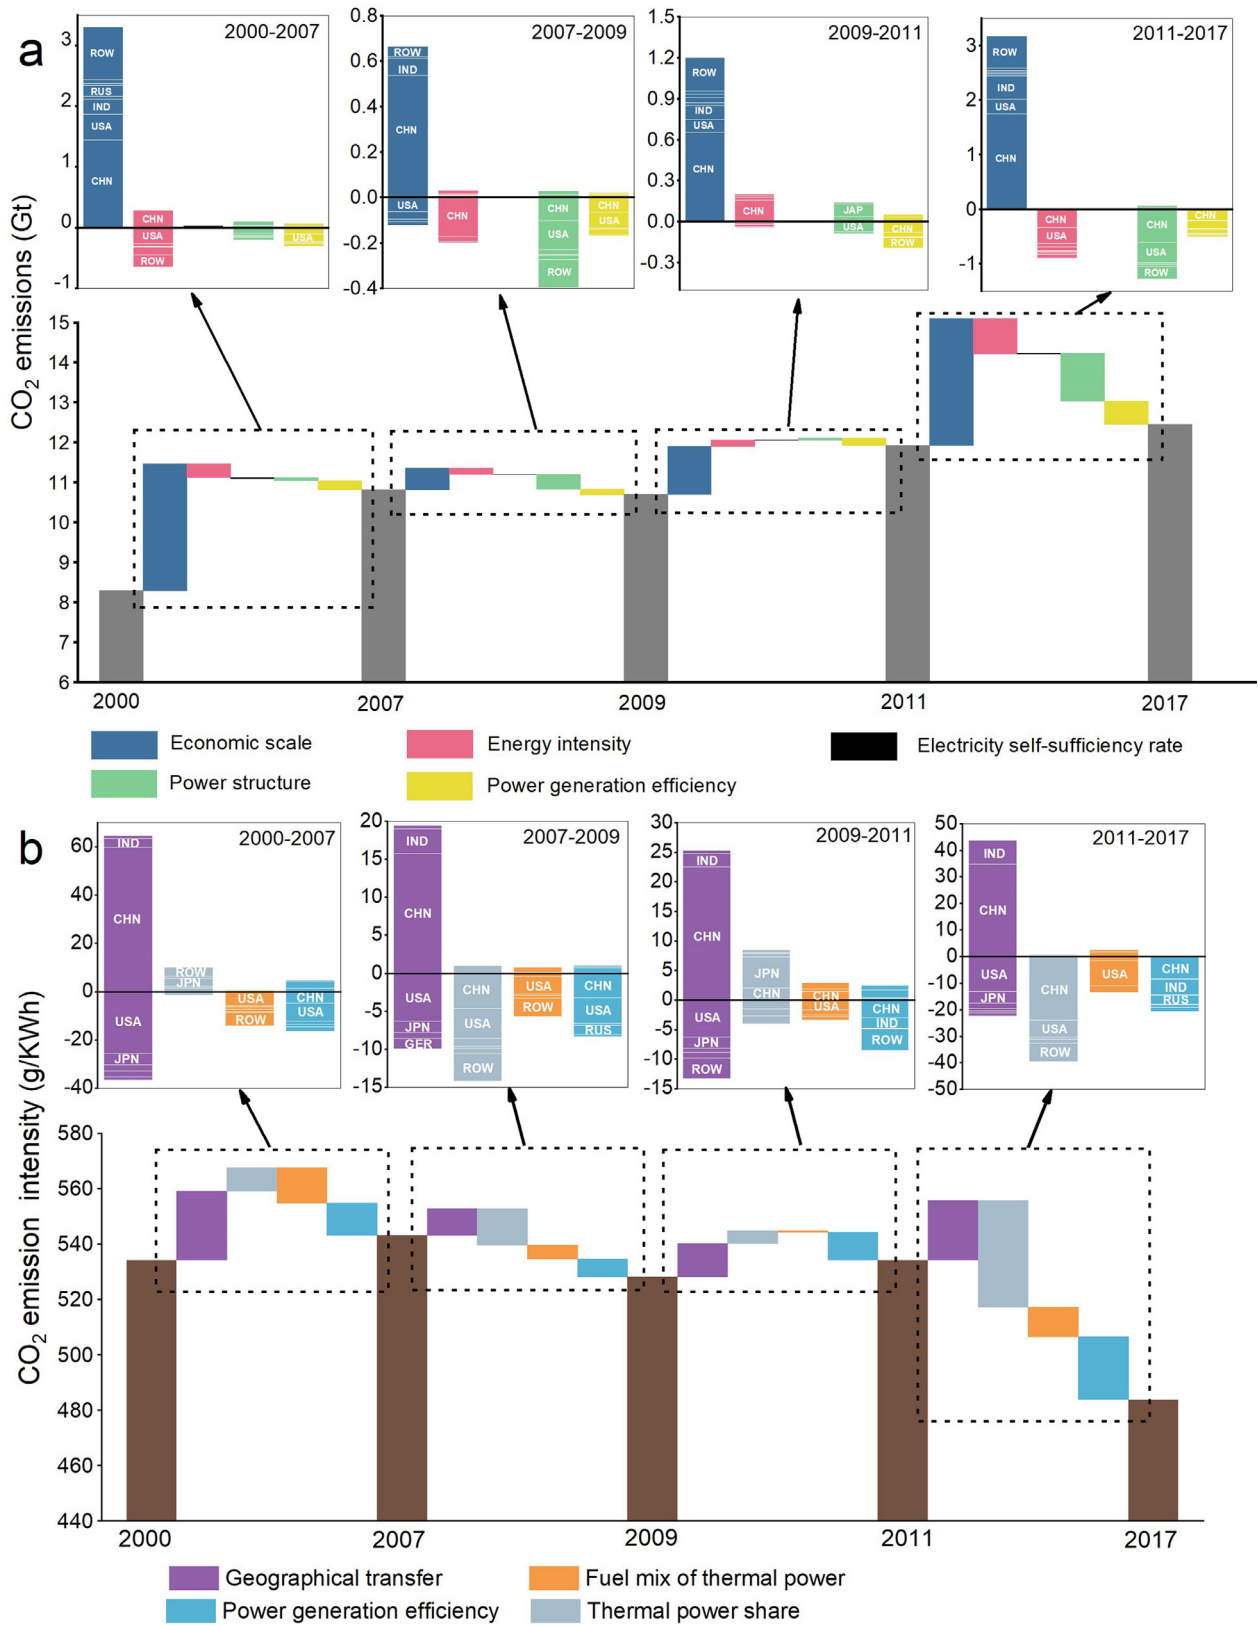 a
CO2 emissions (Gt)
2000-2007
3
2
1
0
-1
ROW
RUS
IND
USA
CHN
CHN
USA
ROW
USA
2007-2009
0.8
0.6
0.4
0.2
0.0
-0.2
-0.4
ROW
IND
CHN
USA
CHN
CHN
USA
ROW
CHN
USA
2009-2011
1.5
1.2
0.9
0.6
0.3
0.0
-0.3
ROW
IND
USA
CHN
CHN
JAP
USA
CHN
ROW
2011-2017
3
2
1
0
-1
ROW
IND
USA
CHN
CHN
USA
CHN
USA
ROW
CHN
15
14
13
12
11
10
9
8
7
6
2000 2007 2009 2011 2017
Economic scale
Energy intensity
Electricity self-sufficiency rate
Power structure
Power generation efficiency
b
CO2 emission intensity (g/KWh)
2000-2007
60
40
20
0
-20
-40
IND
CHN
USA
JPN
ROW
JPN
USA
ROW
CHN
USA
2007-2009
20
15
10
5
0
-5
-10
-15
IND
CHN
USA
JPN
GER
CHN
USA
ROW
USA
ROW
CHN
USA
RUS
2009-2011
30
25
20
15
10
5
0
-5
-10
-15
IND
CHN
USA
JPN
ROW
JPN
CHN
CHN
USA
CHN
IND
ROW
2011-2017
50
40
30
20
10
0
-10
-20
-30
-40
-50
IND
CHN
USA
JPN
CHN
USA
ROW
USA
CHN
IND
RUS
580
560
540
520
500
480
460
440
2000 2007 2009 2011 2017
Geographical transfer
Fuel mix of thermal power
Power generation efficiency
Thermal power share